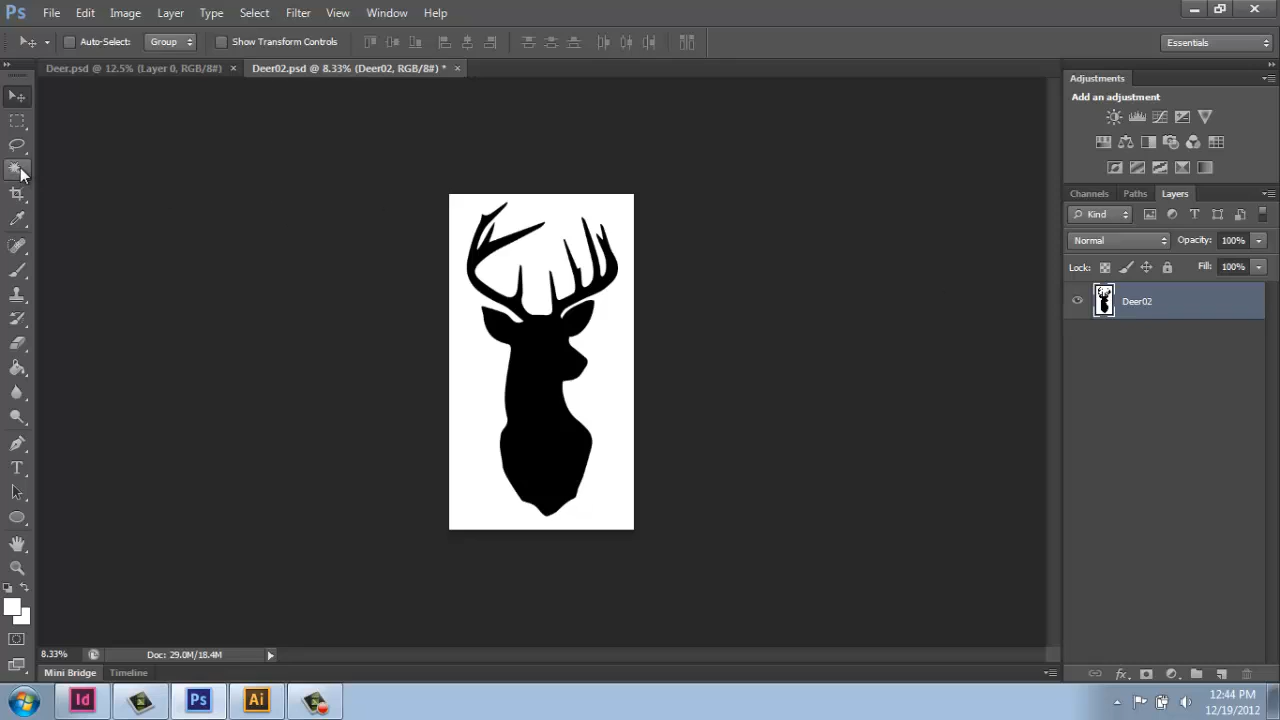 Ps File Edit Image Layer Type Select Filter View Window Help
Auto-Select: Group Show Transform Controls Essentials
Deer.psd @ 12.5% (Layer 0, RGB/8#) × Deer02.psd @ 8.33% (Deer02, RGB/8#) * ×
Adjustments
Add an adjustment
Channels Paths Layers
Kind
Normal Opacity: 100%
Lock: Fill: 100%
Deer02
8.33% Doc: 29.0M/18.4M
Mini Bridge Timeline
Id Ps Ai
12:44 PM
12/19/2012